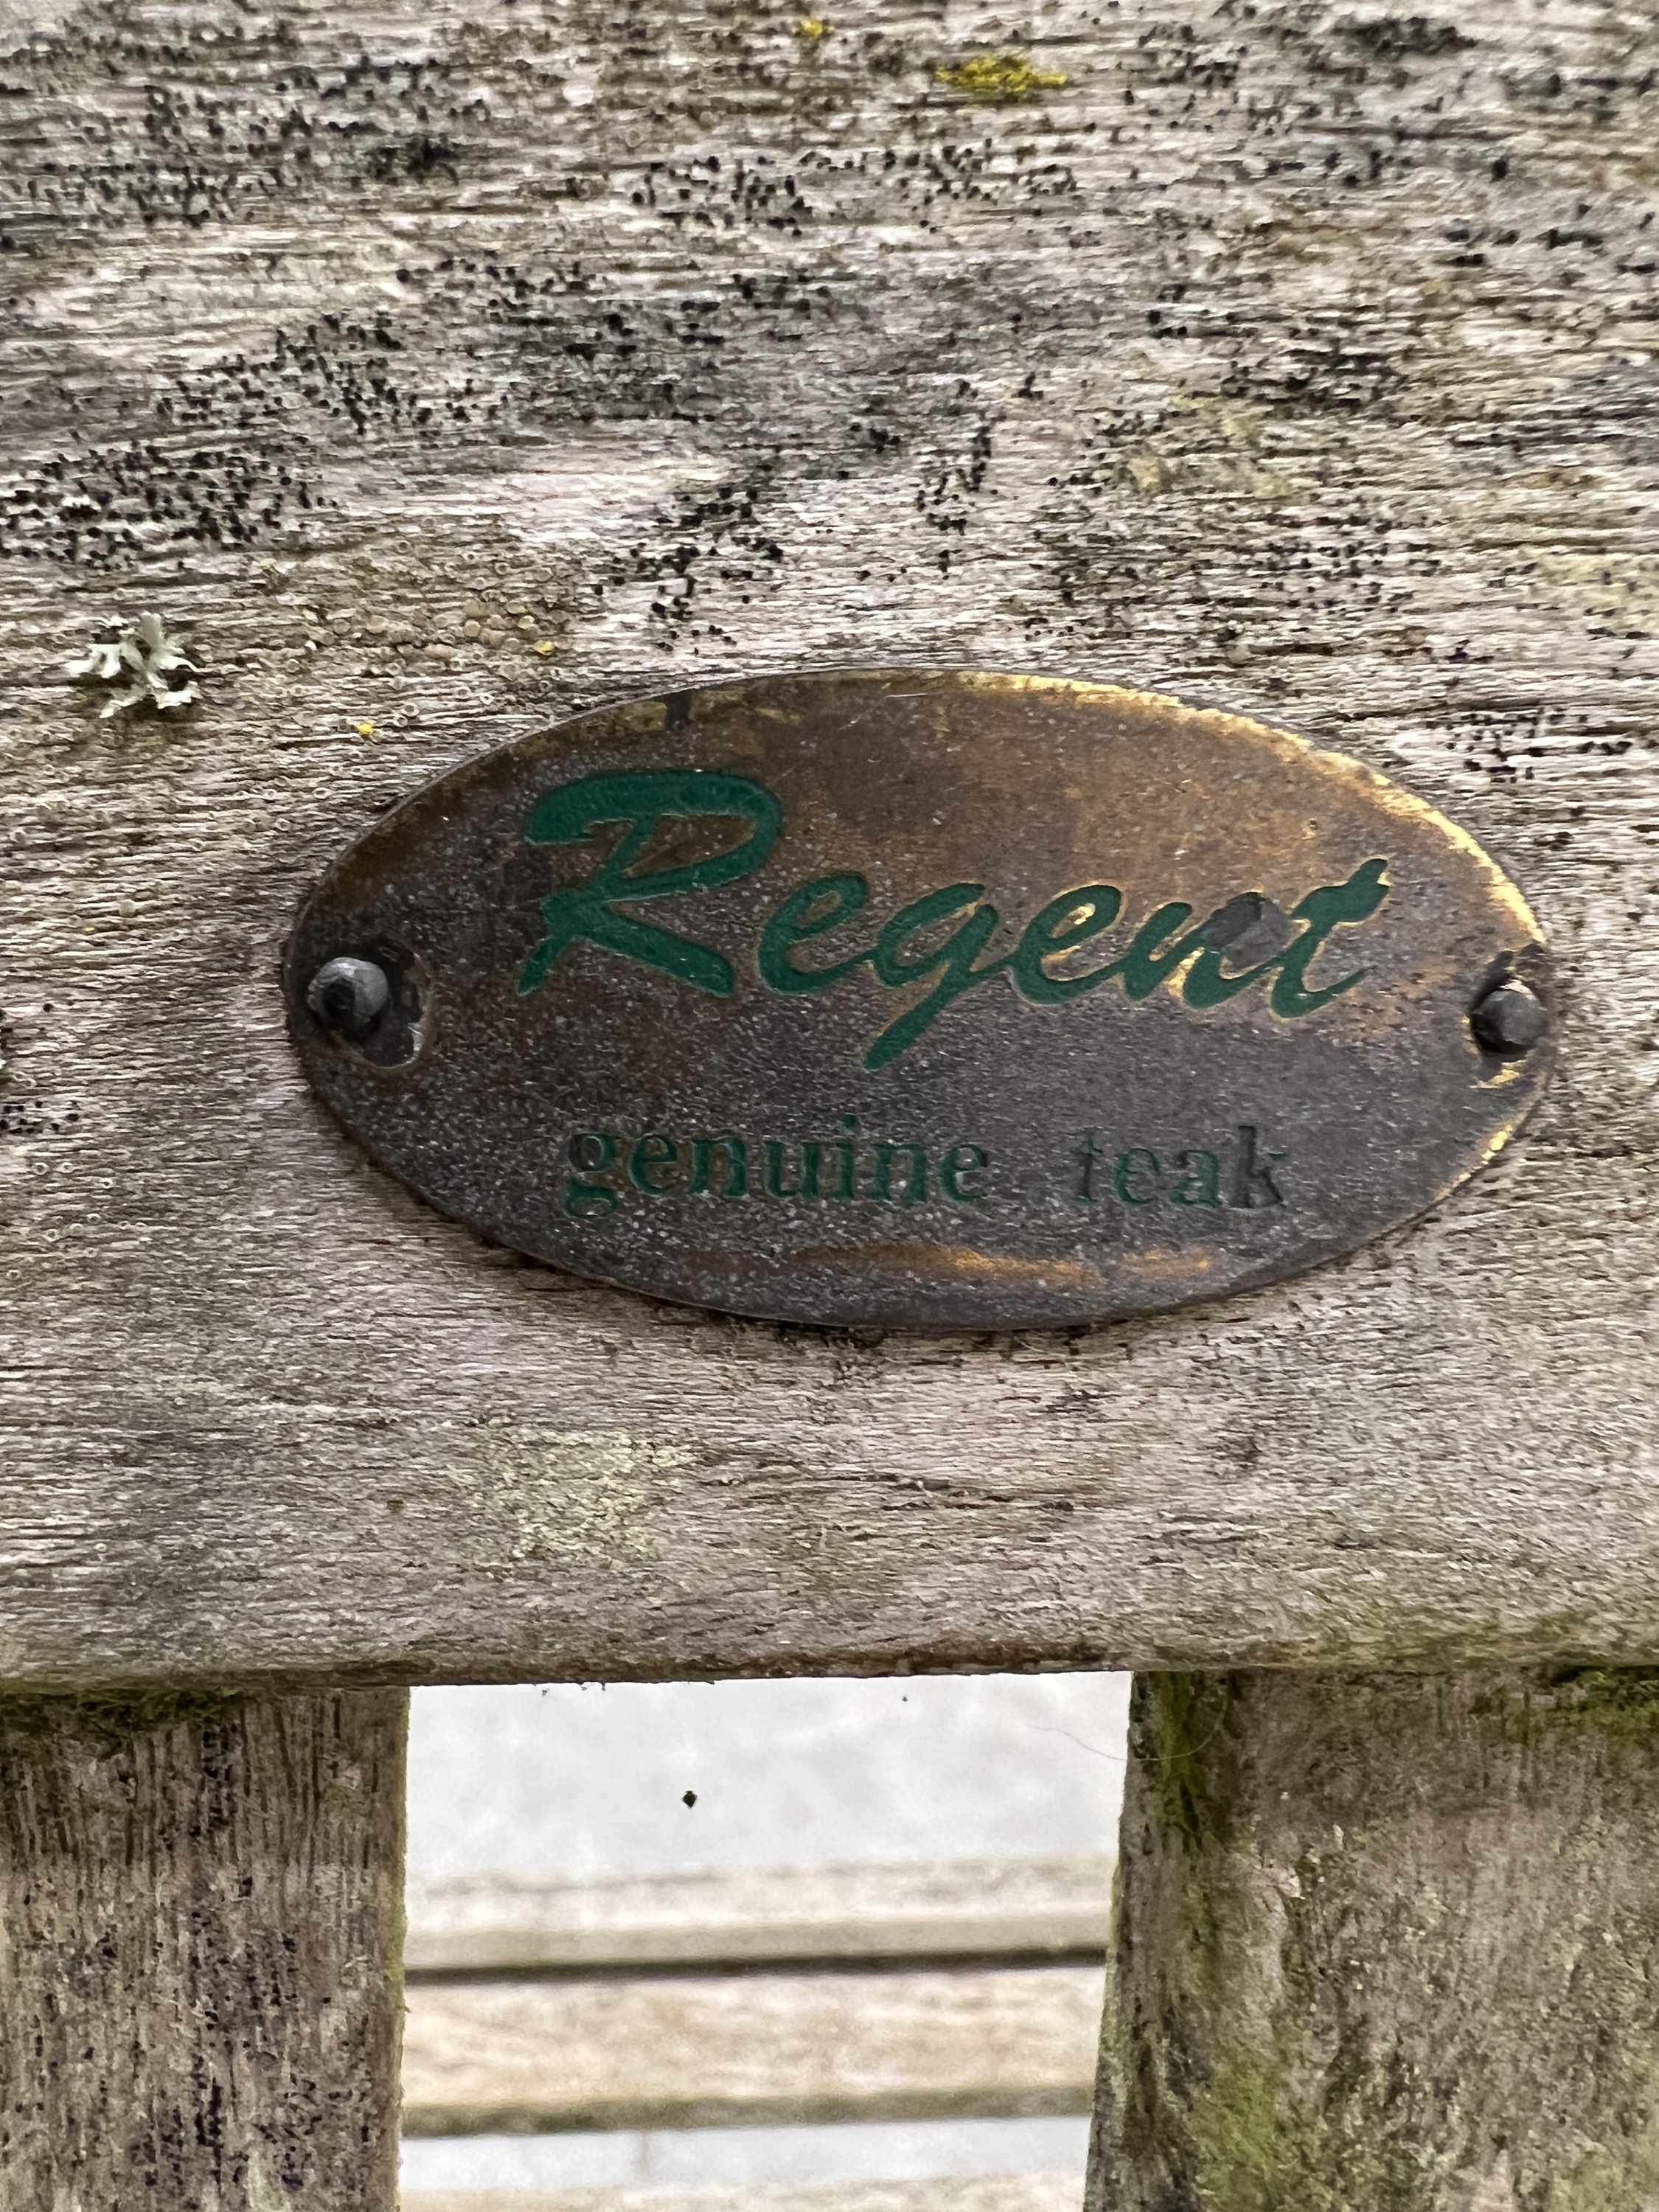 Regent
genuine teak